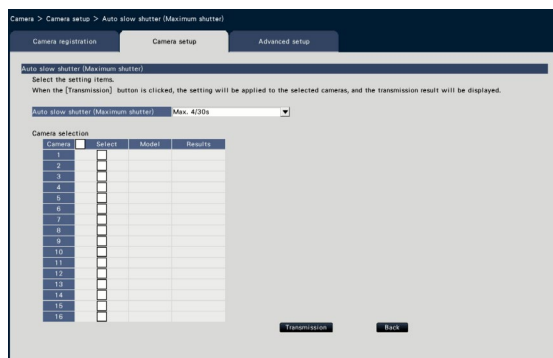 Camera > Camera setup > Auto slow shutter (Maximum shutter)
Camera registration Camera setup Advanced setup
Auto slow shutter (Maximum shutter)
Select the setting items.
When the [Transmission] button is clicked, the setting will be applied to the selected cameras, and the transmission result will be displayed.
Auto slow shutter (Maximum shutter) Max. 4/30s
Camera selection
Camera Select Model Results
1
2
3
4
5
6
7
8
9
10
11
12
13
14
15
16
Transmission Back